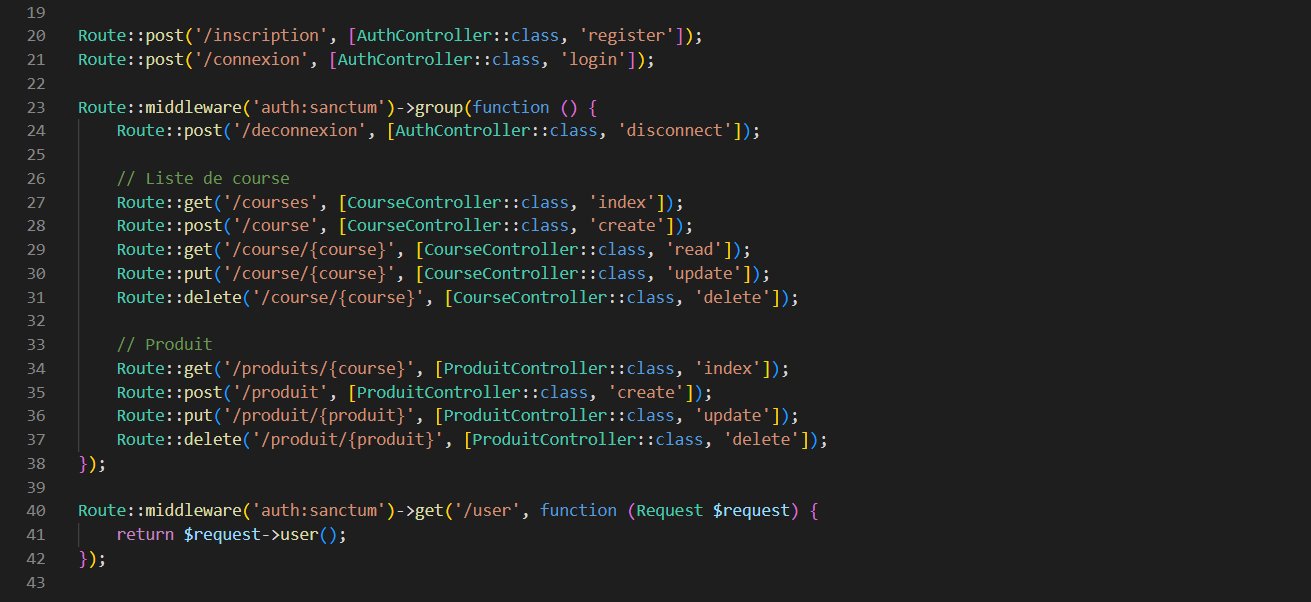 19
20 Route::post('/inscription', [AuthController::class, 'register']);
21 Route::post('/connexion', [AuthController::class, 'login']);
22
23 Route::middleware('auth:sanctum')->group(function () {
24     Route::post('/deconnexion', [AuthController::class, 'disconnect']);
25
26     // Liste de course
27     Route::get('/courses', [CourseController::class, 'index']);
28     Route::post('/course', [CourseController::class, 'create']);
29     Route::get('/course/{course}', [CourseController::class, 'read']);
30     Route::put('/course/{course}', [CourseController::class, 'update']);
31     Route::delete('/course/{course}', [CourseController::class, 'delete']);
32
33     // Produit
34     Route::get('/produits/{course}', [ProduitController::class, 'index']);
35     Route::post('/produit', [ProduitController::class, 'create']);
36     Route::put('/produit/{produit}', [ProduitController::class, 'update']);
37     Route::delete('/produit/{produit}', [ProduitController::class, 'delete']);
38 });
39
40 Route::middleware('auth:sanctum')->get('/user', function (Request $request) {
41     return $request->user();
42 });
43